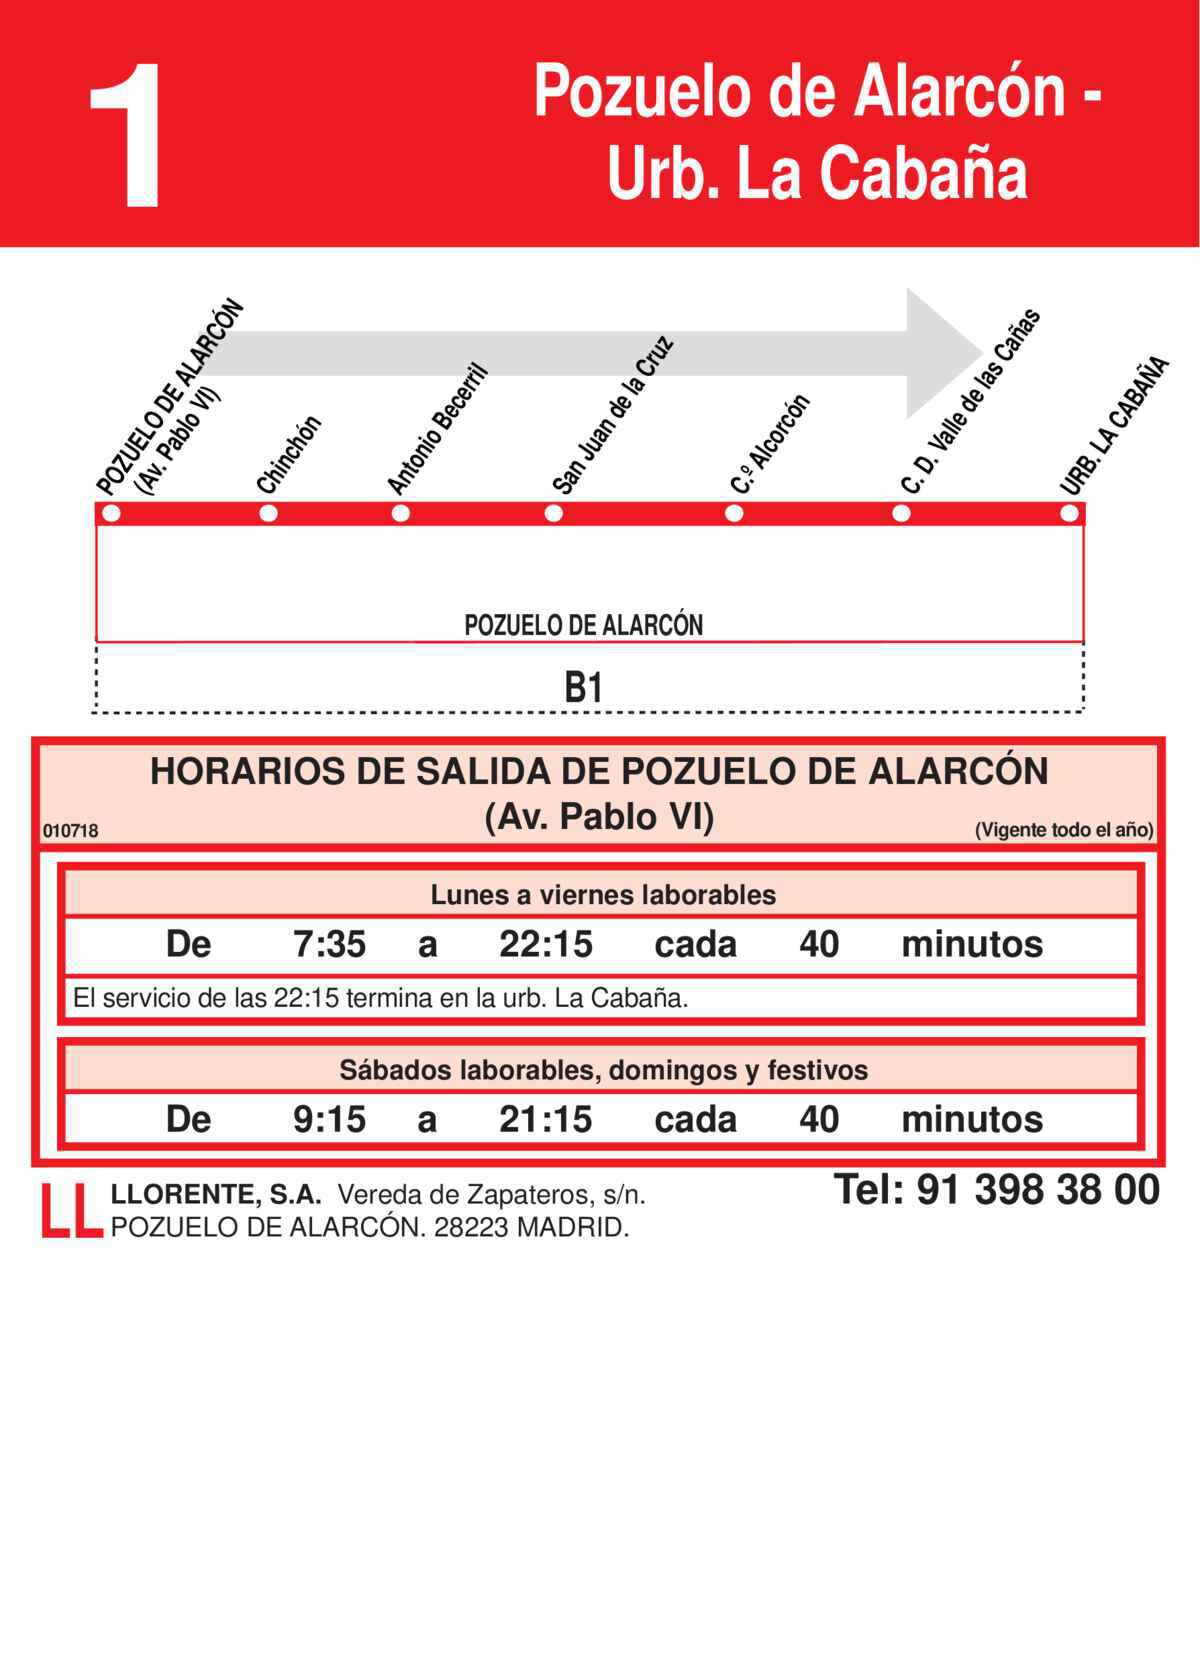 1
Pozuelo de Alarcón -
Urb. La Cabaña
POZUELO DE ALARCÓN
(Av. Pablo VI)
Chinchón
Antonio Becerril
San Juan de la Cruz
C.º Alcorcón
C. D. Valle de las Cañas
URB. LA CABAÑA
POZUELO DE ALARCÓN
B1
HORARIOS DE SALIDA DE POZUELO DE ALARCÓN
(Av. Pablo VI)
010718 (Vigente todo el año)
Lunes a viernes laborables
De 7:35 a 22:15 cada 40 minutos
El servicio de las 22:15 termina en la urb. La Cabaña.
Sábados laborables, domingos y festivos
De 9:15 a 21:15 cada 40 minutos
LL
LLORENTE, S.A. Vereda de Zapateros, s/n.
POZUELO DE ALARCÓN. 28223 MADRID.
Tel: 91 398 38 00